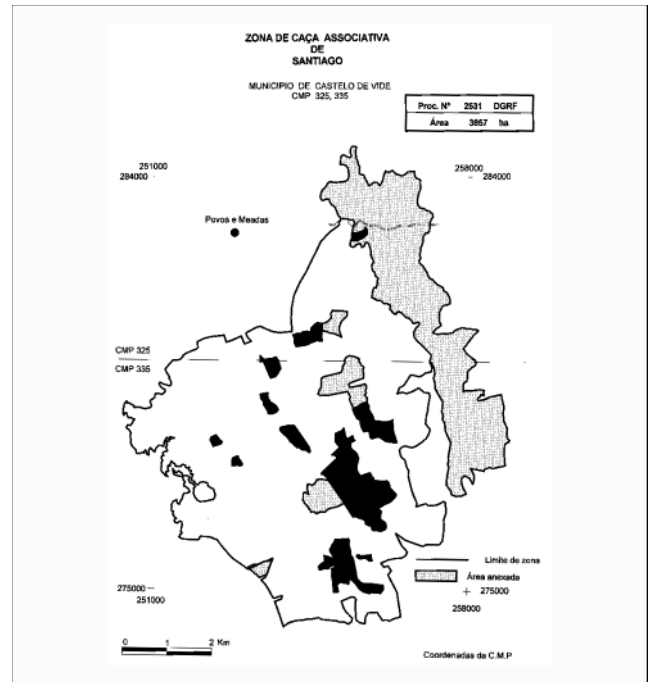 ZONA DE CAÇA ASSOCIATIVA
DE
SANTIAGO
MUNICIPIO DE CASTELO DE VIDE
CMP 325, 335
Proc. Nº 2531 DGRF
Área 3857 ha
251000
284000
258000
284000
Povos e Meadas
CMP 325
CMP 335
Limite de zona
Área anexada
275000
251000
275000
258000
0 1 2 Km
Coordenadas da C.M.P